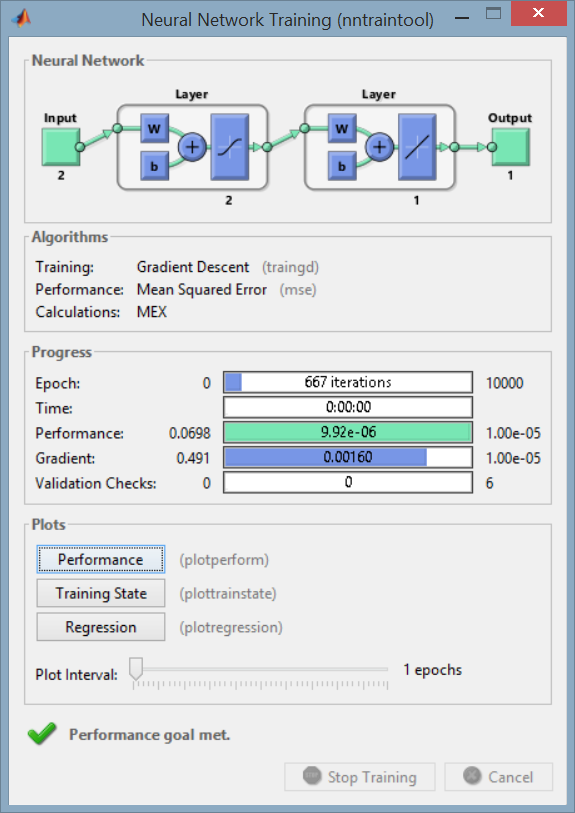 Neural Network Training (nntraintool)
Neural Network
Layer Layer
Input Output
W W
b b
+ +
2 2 1 1
Algorithms
Training: Gradient Descent (traingd)
Performance: Mean Squared Error (mse)
Calculations: MEX
Progress
Epoch: 0 667 iterations 10000
Time: 0:00:00
Performance: 0.0698 9.92e-06 1.00e-05
Gradient: 0.491 0.00160 1.00e-05
Validation Checks: 0 0 6
Plots
Performance (plotperform)
Training State (plottrainstate)
Regression (plotregression)
Plot Interval: 1 epochs
Performance goal met.
Stop Training Cancel